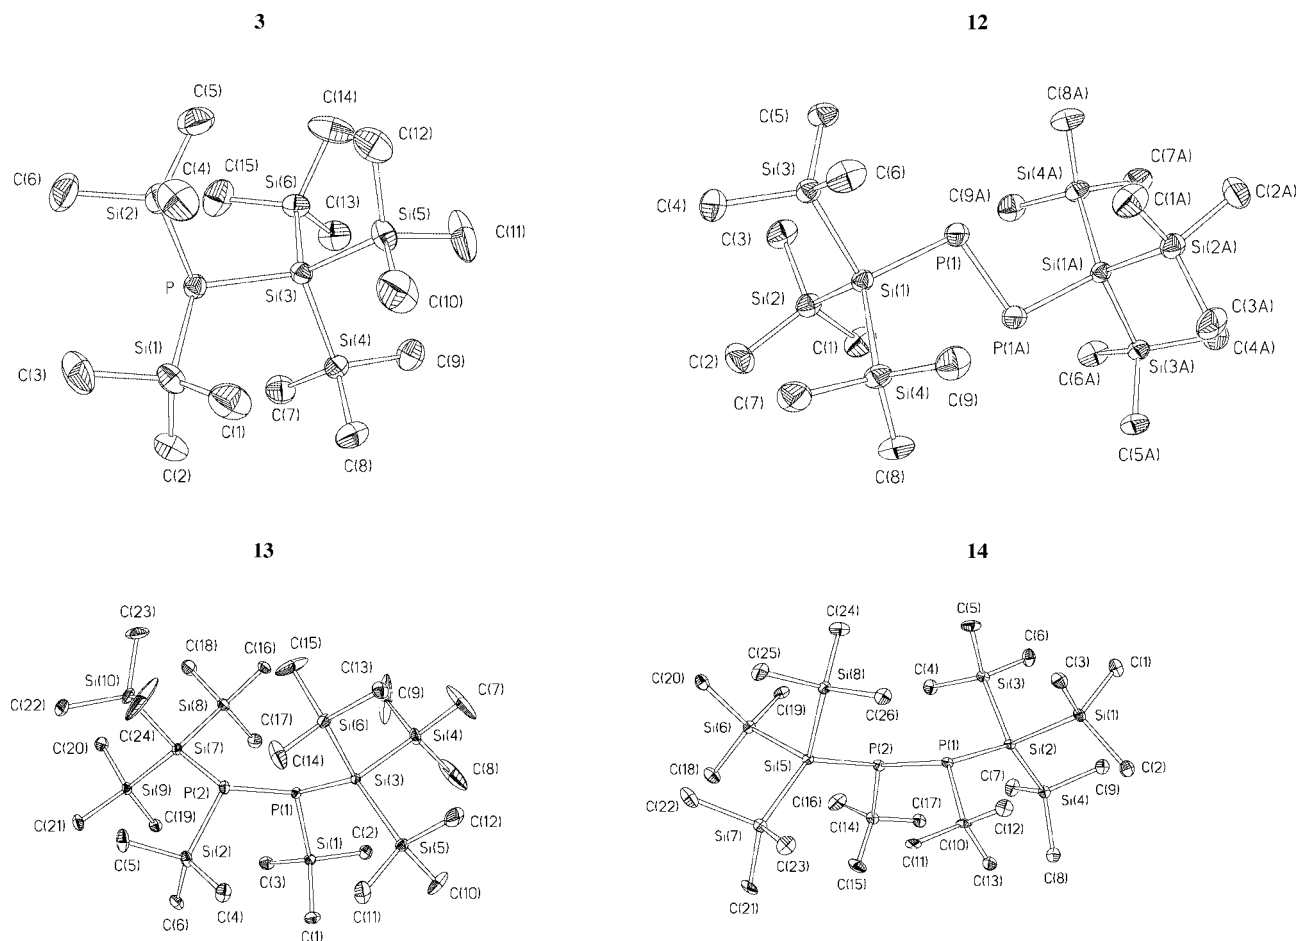 3
C(5)
C(14)
C(12)
C(6)
C(4)
C(15)
Si(6)
Si(2)
C(13)
Si(5)
C(11)
P
Si(3)
C(10)
Si(1)
Si(4)
C(9)
C(3)
C(7)
C(1)
C(2)
C(8)
12
C(8A)
C(5)
Si(3)
C(6)
Si(4A)
C(7A)
C(1A)
C(2A)
C(9A)
C(4)
C(3)
P(1)
Si(2A)
Si(2)
Si(1)
Si(1A)
C(3A)
P(1A)
C(2)
C(1)
C(4A)
C(6A)
Si(3A)
C(7)
Si(4)
C(9)
C(8)
C(5A)
13
C(23)
C(18)
C(16)
C(15)
C(13)
C(9)
C(7)
Si(10)
C(22)
Si(8)
C(17)
Si(6)
Si(4)
C(24)
C(20)
Si(7)
C(14)
C(8)
Si(3)
Si(9)
P(2)
P(1)
C(21)
C(19)
C(2)
C(12)
C(5)
Si(2)
Si(1)
Si(5)
C(3)
C(10)
C(6)
C(4)
C(11)
C(1)
14
C(24)
C(5)
C(6)
C(25)
C(4)
C(3)
C(1)
C(20)
Si(8)
Si(3)
C(19)
C(26)
Si(6)
Si(1)
P(2)
P(1)
C(18)
Si(5)
Si(2)
C(2)
C(22)
C(16)
C(17)
C(7)
C(9)
Si(4)
C(14)
C(12)
Si(7)
C(23)
C(11)
C(10)
C(15)
C(13)
C(8)
C(21)